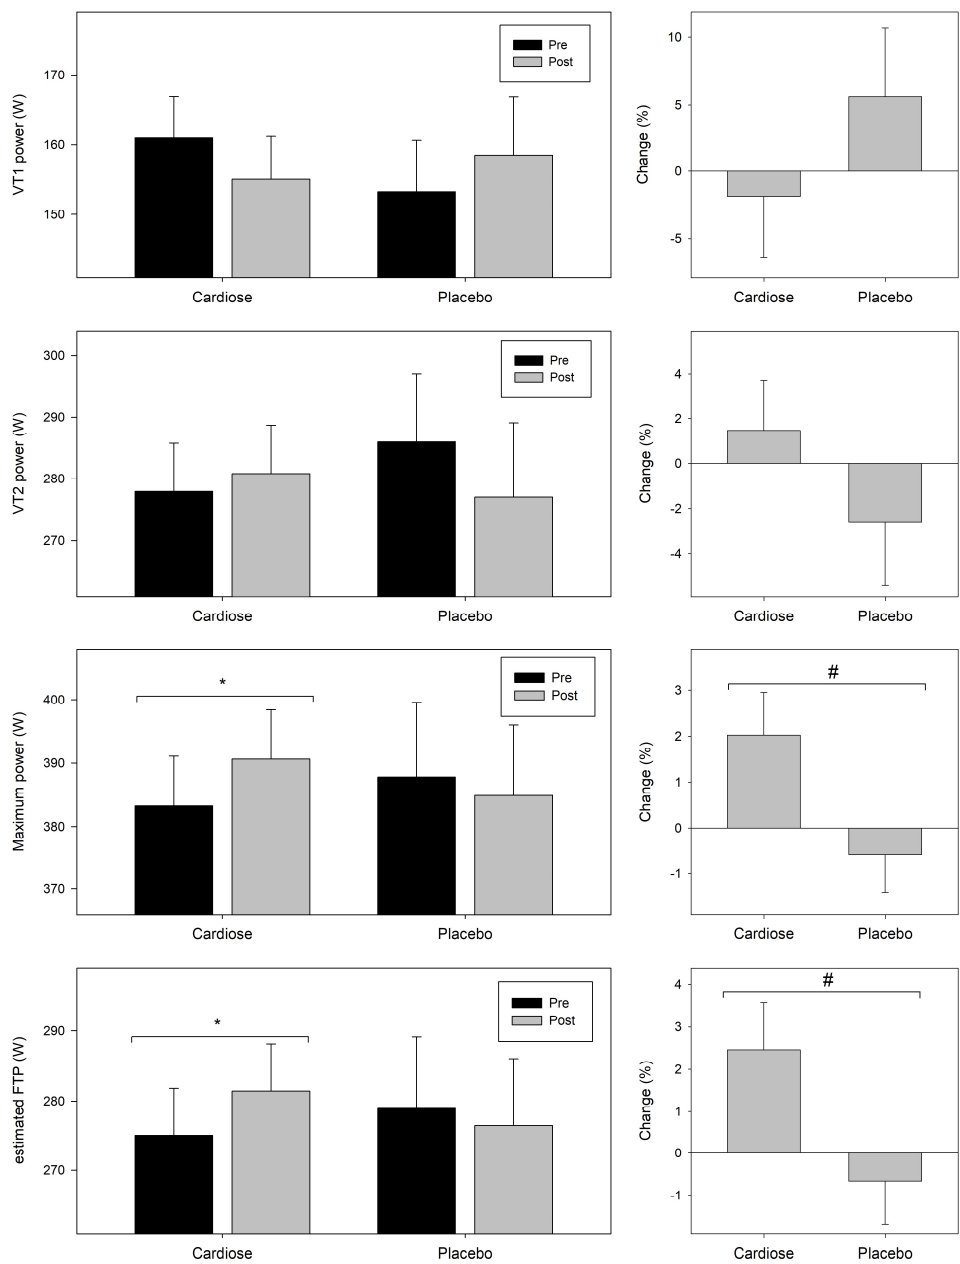 Pre
Post
170
160
150
VT1 power (W)
Cardiose
Placebo
10
5
0
-5
Change (%)
Cardiose
Placebo
Pre
Post
300
290
280
270
VT2 power (W)
Cardiose
Placebo
4
2
0
-2
-4
Change (%)
Cardiose
Placebo
Pre
Post
*
400
390
380
370
Maximum power (W)
Cardiose
Placebo
#
3
2
1
0
-1
Change (%)
Cardiose
Placebo
Pre
Post
*
290
280
270
estimated FTP (W)
Cardiose
Placebo
#
4
3
2
1
0
-1
Change (%)
Cardiose
Placebo